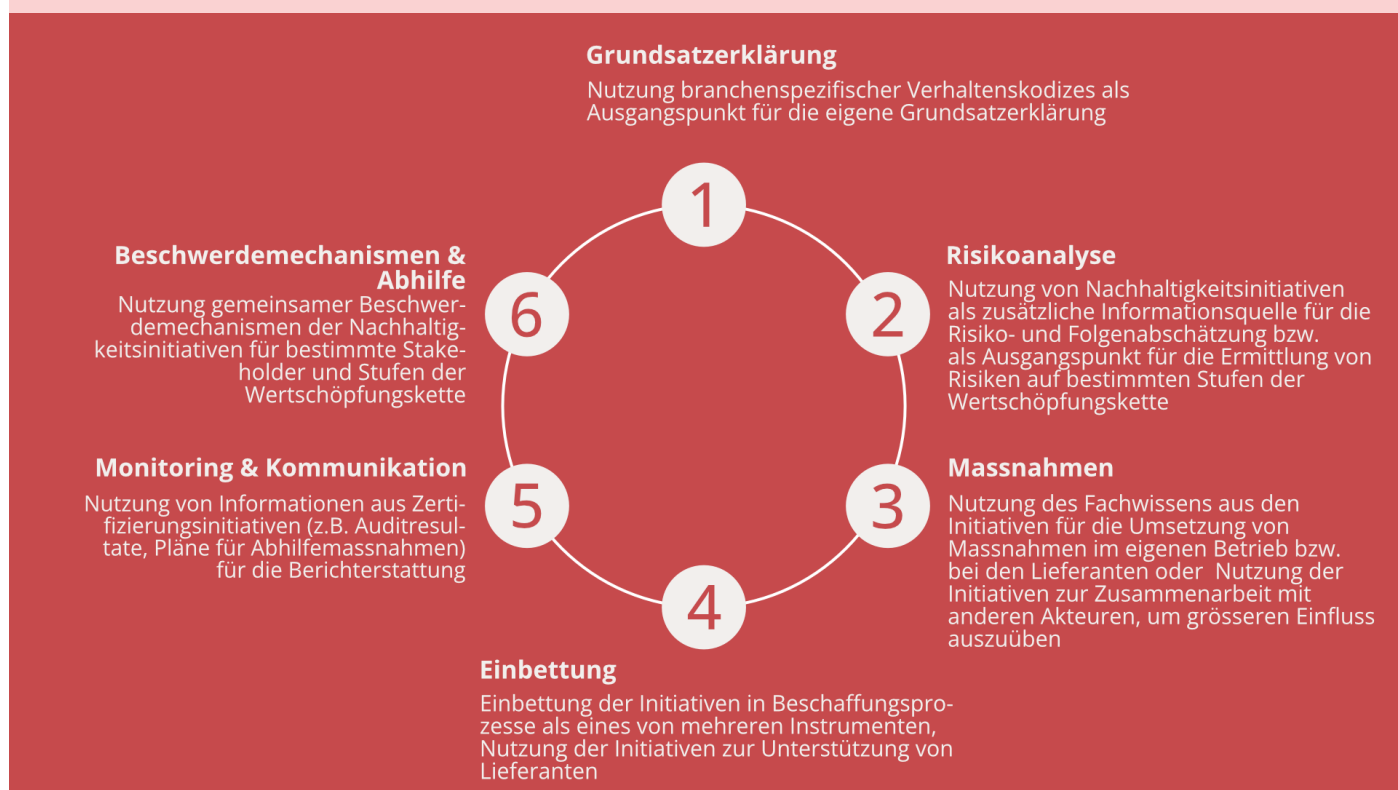 Grundsatzerklärung
Nutzung branchenspezifischer Verhaltenskodizes als
Ausgangspunkt für die eigene Grundsatzerklärung
1
Risikoanalyse
Nutzung von Nachhaltigkeitsinitiativen
als zusätzliche Informationsquelle für die
Risiko- und Folgenabschätzung bzw.
als Ausgangspunkt für die Ermittlung von
Risiken auf bestimmten Stufen der
Wertschöpfungskette
2
Massnahmen
Nutzung des Fachwissens aus den
Initiativen für die Umsetzung von
Massnahmen im eigenen Betrieb bzw.
bei den Lieferanten oder  Nutzung der
Initiativen zur Zusammenarbeit mit
anderen Akteuren, um grösseren Einfluss
auszuüben
3
4
Einbettung
Einbettung der Initiativen in Beschaffungspro-
zesse als eines von mehreren Instrumenten,
Nutzung der Initiativen zur Unterstützung von
Lieferanten
Monitoring & Kommunikation
Nutzung von Informationen aus Zerti-
fizierungsinitiativen (z.B. Auditresul-
tate, Pläne für Abhilfemassnahmen)
für die Berichterstattung
5
Beschwerdemechanismen &
Abhilfe
Nutzung gemeinsamer Beschwer-
demechanismen der Nachhaltig-
keitsinitiativen für bestimmte Stake-
holder und Stufen der
Wertschöpfungskette
6